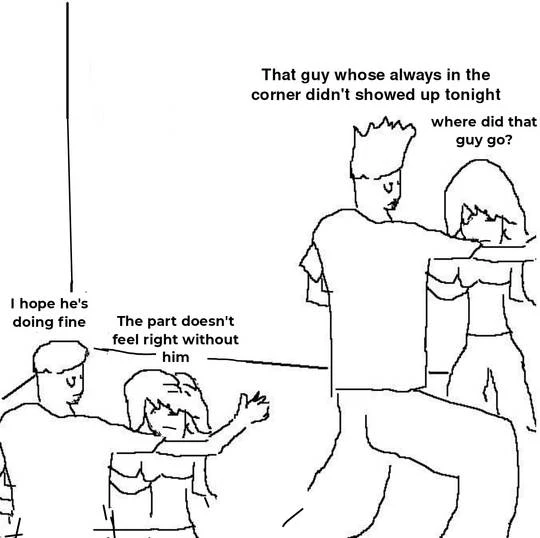 That guy whose always in the
corner didn't showed up tonight
where did that
guy go?
I hope he's
doing fine
The part doesn't
feel right without
him